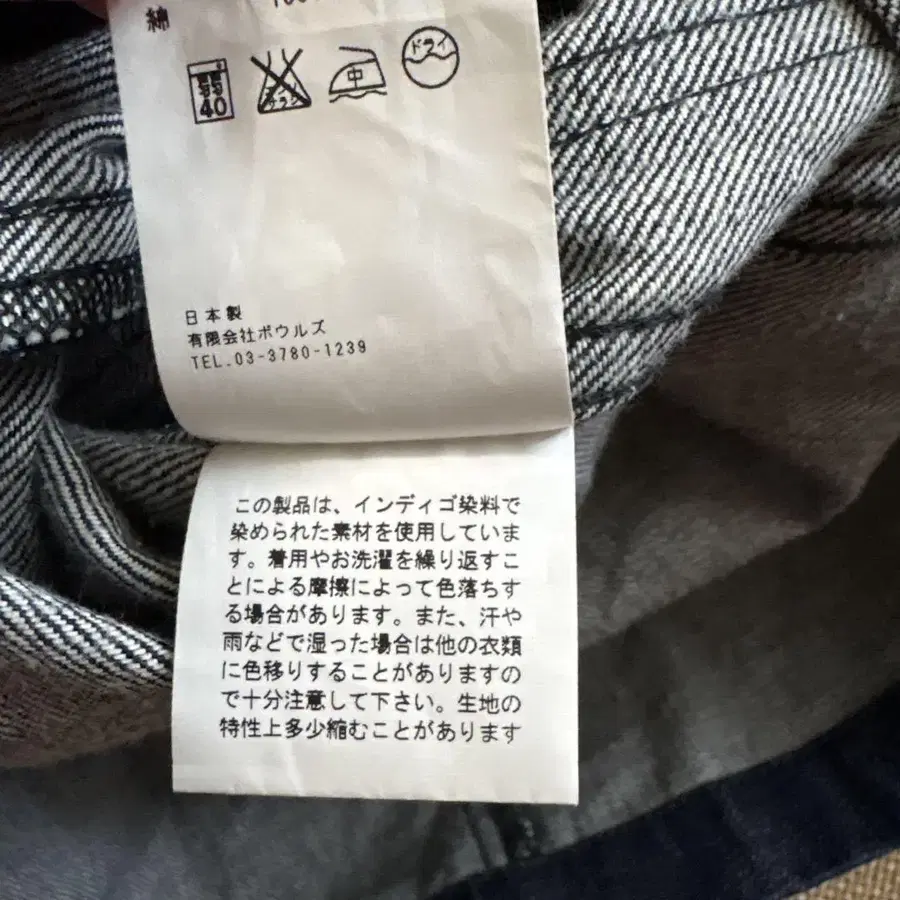 綿
弱
40
エンソサラシ
中
ドライ
日本製
有限会社ボウルズ
TEL.03-3780-1239
この製品は、インディゴ染料で
染められた素材を使用していま
す。着用やお洗濯を繰り返すこ
とによる摩擦によって色落ちす
る場合があります。また、汗や
雨などで湿った場合は他の衣類
に色移りすることがありますの
で十分注意して下さい。生地の
特性上多少縮むことがあります